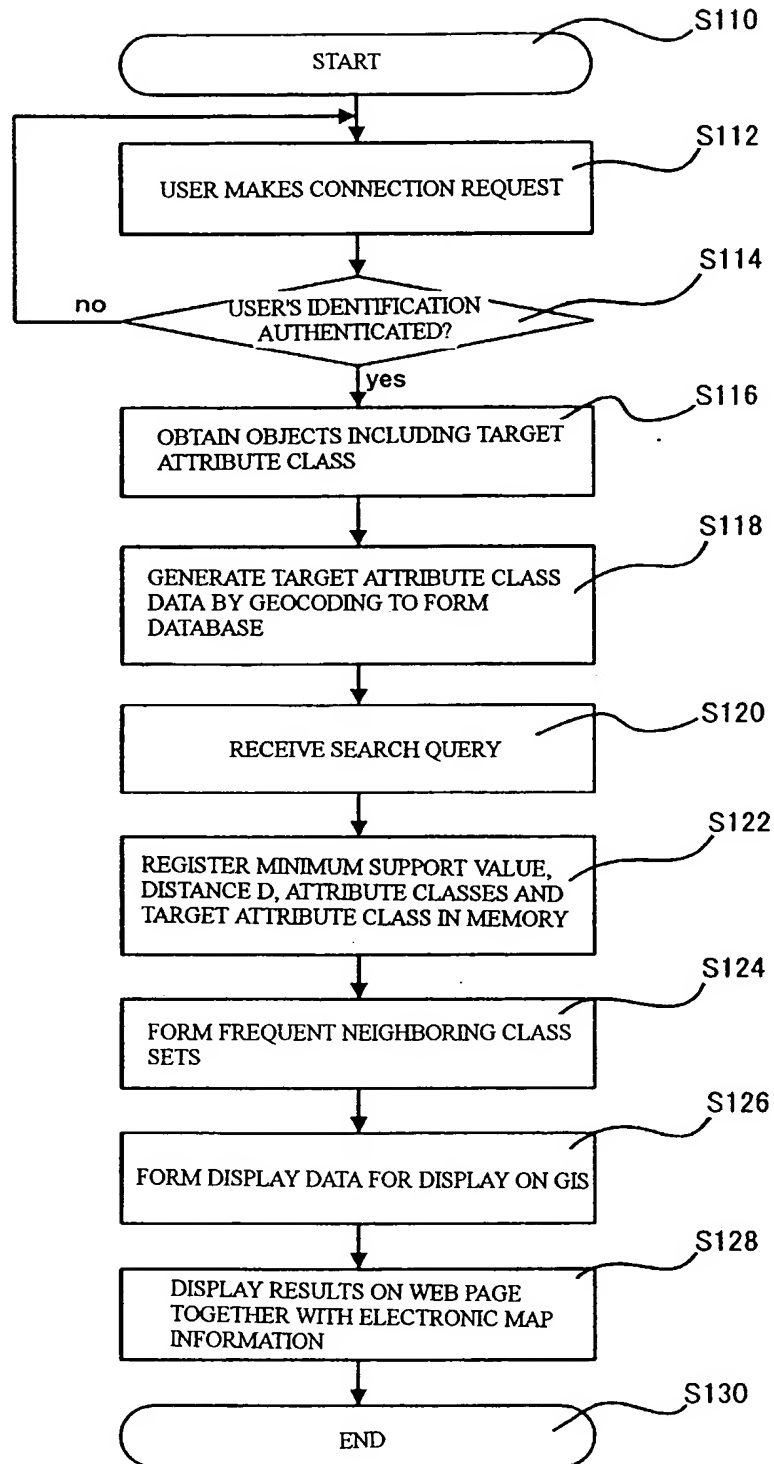 S110
START
S112
USER MAKES CONNECTION REQUEST
S114
no
USER'S IDENTIFICATION
AUTHENTICATED?
yes
S116
OBTAIN OBJECTS INCLUDING TARGET
ATTRIBUTE CLASS
S118
GENERATE TARGET ATTRIBUTE CLASS
DATA BY GEOCODING TO FORM
DATABASE
S120
RECEIVE SEARCH QUERY
S122
REGISTER MINIMUM SUPPORT VALUE,
DISTANCE D, ATTRIBUTE CLASSES AND
TARGET ATTRIBUTE CLASS IN MEMORY
S124
FORM FREQUENT NEIGHBORING CLASS
SETS
S126
FORM DISPLAY DATA FOR DISPLAY ON GIS
S128
DISPLAY RESULTS ON WEB PAGE
TOGETHER WITH ELECTRONIC MAP
INFORMATION
S130
END